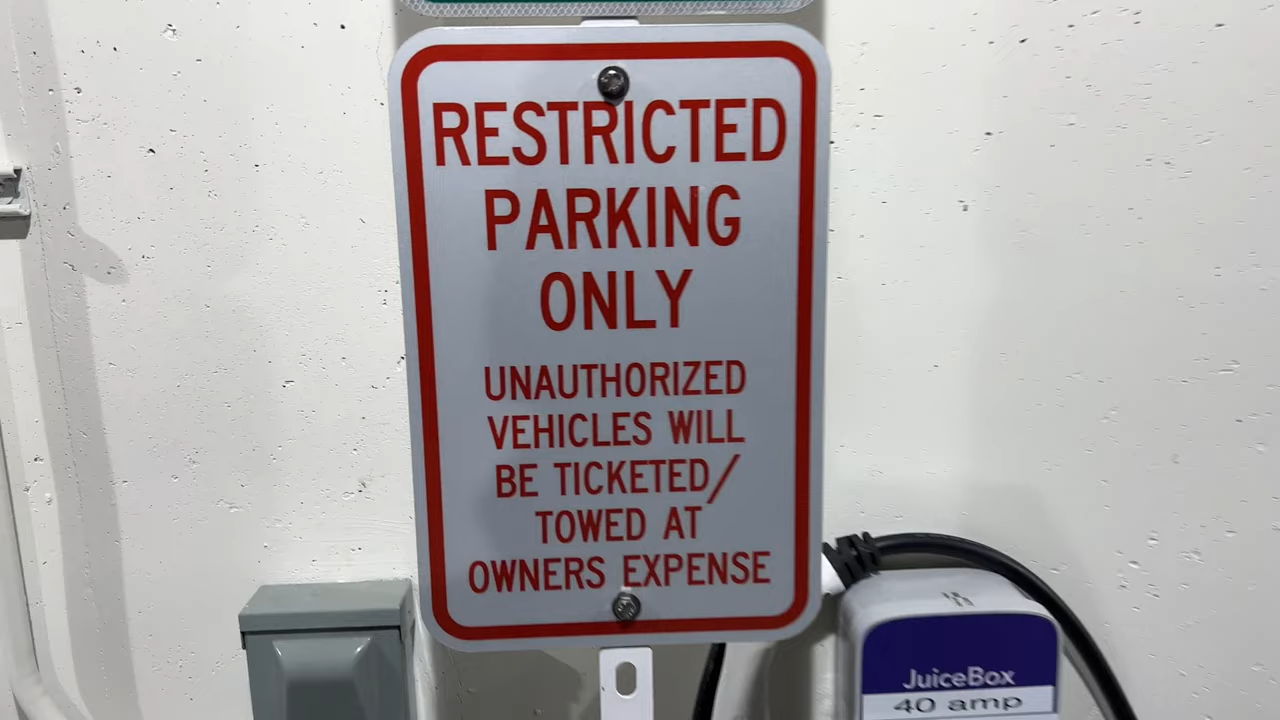 RESTRICTED
PARKING
ONLY
UNAUTHORIZED
VEHICLES WILL
BE TICKETED/
TOWED AT
OWNERS EXPENSE
JuiceBox
40 amp